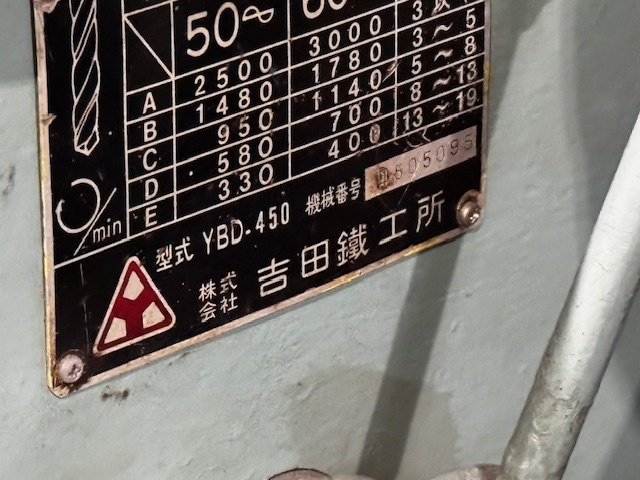 50~ 60
3000 3以
A 2500 1780 3~5
B 1480 1140 5~8
C 950 700 8~13
D 580 400 13~19
E 330
/min
型式 YBD-450 機械番号 605095
株式会社 吉田鐵工所